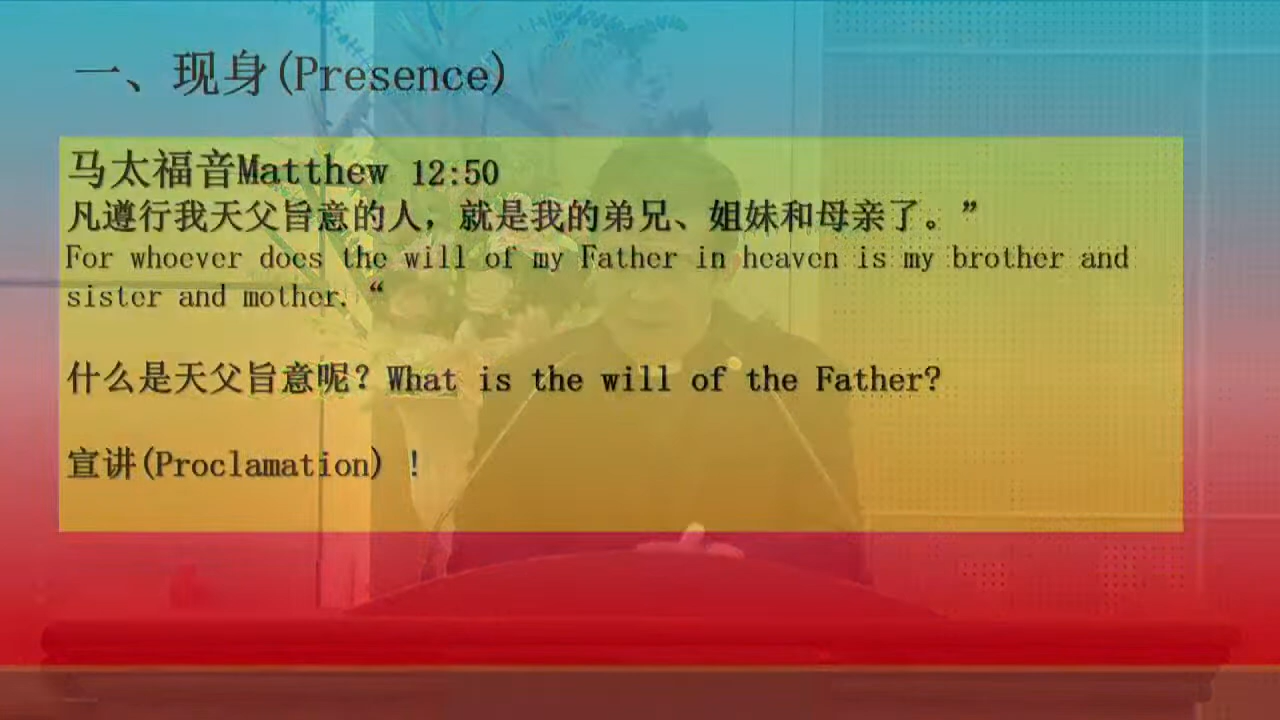 一、现身(Presence)
马太福音Matthew 12:50
凡遵行我天父旨意的人，就是我的弟兄、姐妹和母亲了。”
For whoever does the will of my Father in heaven is my brother and
sister and mother.“
什么是天父旨意呢？What is the will of the Father?
宣讲(Proclamation) !